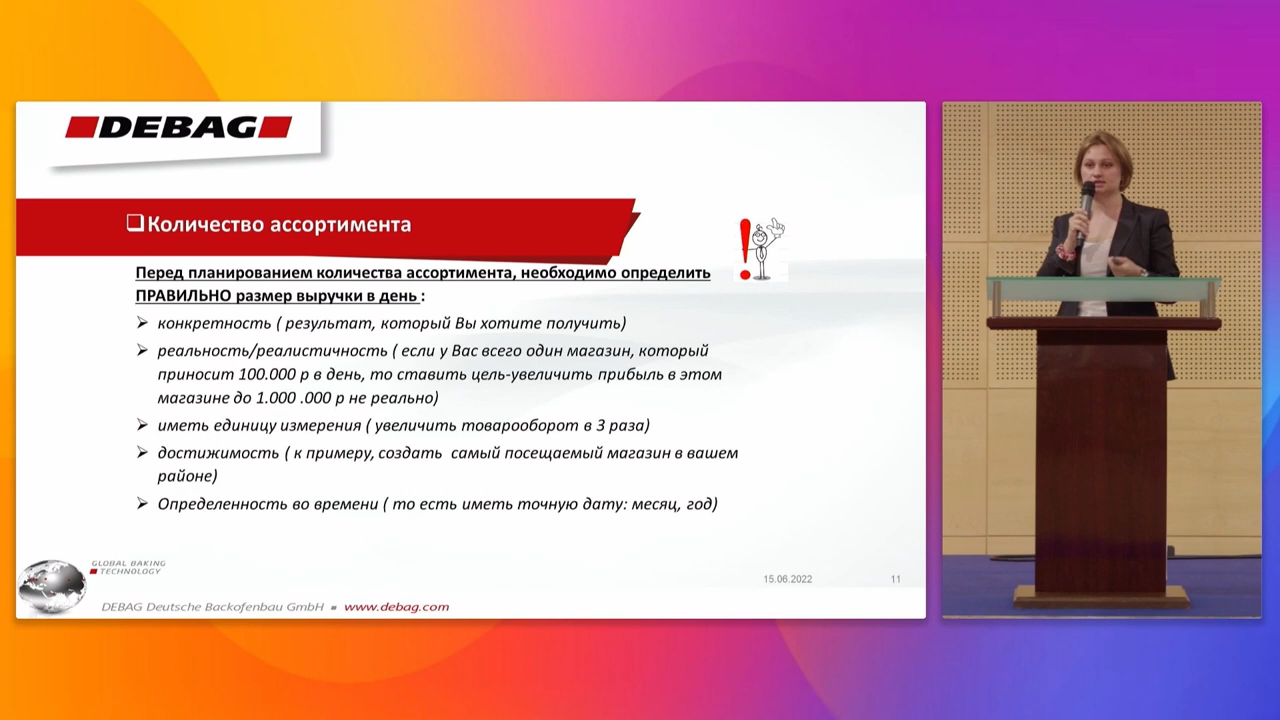 DEBAG
❑Количество ассортимента
Перед планированием количества ассортимента, необходимо определить
ПРАВИЛЬНО размер выручки в день :
➢ конкретность ( результат, который Вы хотите получить)
➢ реальность/реалистичность ( если у Вас всего один магазин, который
приносит 100.000 р в день, то ставить цель-увеличить прибыль в этом
магазине до 1.000 .000 р не реально)
➢ иметь единицу измерения ( увеличить товарооборот в 3 раза)
➢ достижимость ( к примеру, создать самый посещаемый магазин в вашем
районе)
➢ Определенность во времени ( то есть иметь точную дату: месяц, год)
GLOBAL BAKING
TECHNOLOGY
15.06.2022 11
DEBAG Deutsche Backofenbau GmbH ■ www.debag.com